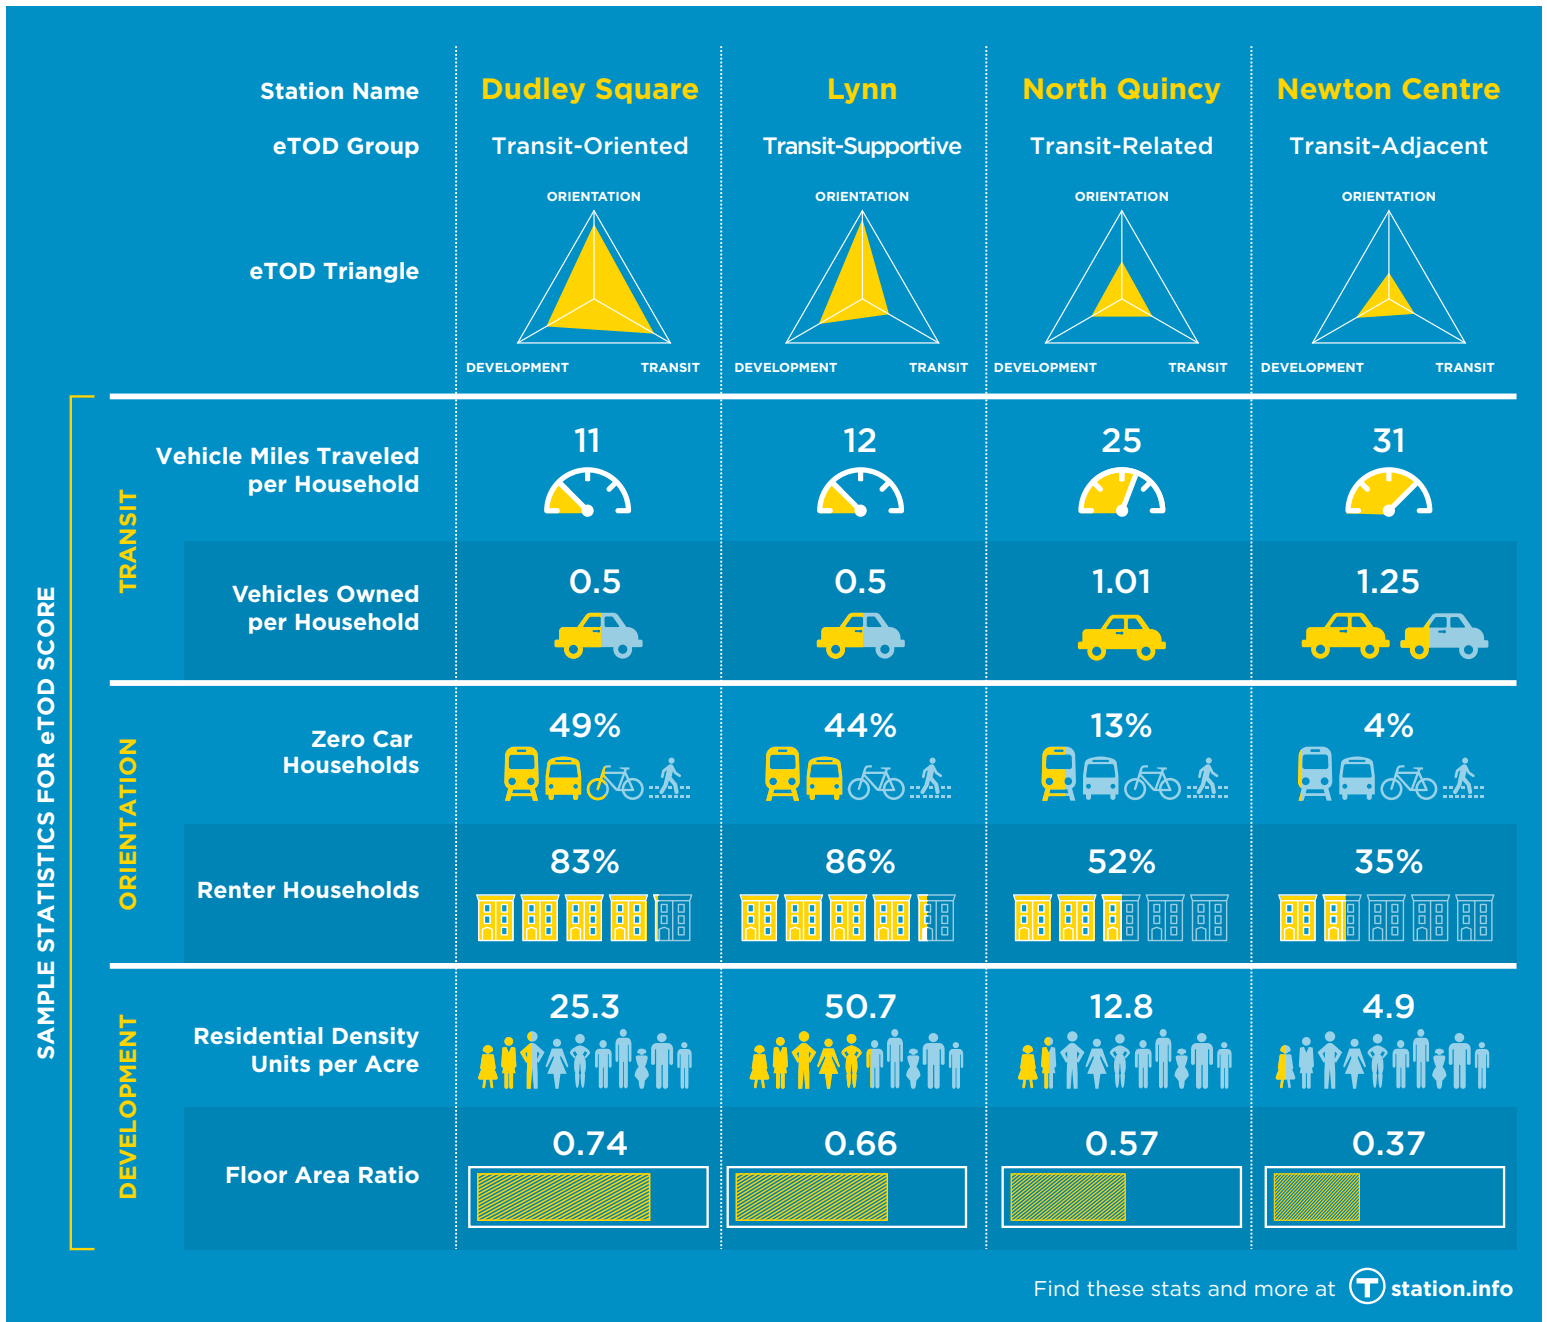 Station Name
Dudley Square
Lynn
North Quincy
Newton Centre
eTOD Group
Transit-Oriented
Transit-Supportive
Transit-Related
Transit-Adjacent
eTOD Triangle
ORIENTATION
DEVELOPMENT
TRANSIT
ORIENTATION
DEVELOPMENT
TRANSIT
ORIENTATION
DEVELOPMENT
TRANSIT
ORIENTATION
DEVELOPMENT
TRANSIT
SAMPLE STATISTICS FOR eTOD SCORE
TRANSIT
Vehicle Miles Traveled
per Household
11
12
25
31
Vehicles Owned
per Household
0.5
0.5
1.01
1.25
ORIENTATION
Zero Car
Households
49%
44%
13%
4%
Renter Households
83%
86%
52%
35%
DEVELOPMENT
Residential Density
Units per Acre
25.3
50.7
12.8
4.9
Floor Area Ratio
0.74
0.66
0.57
0.37
Find these stats and more at T station.info